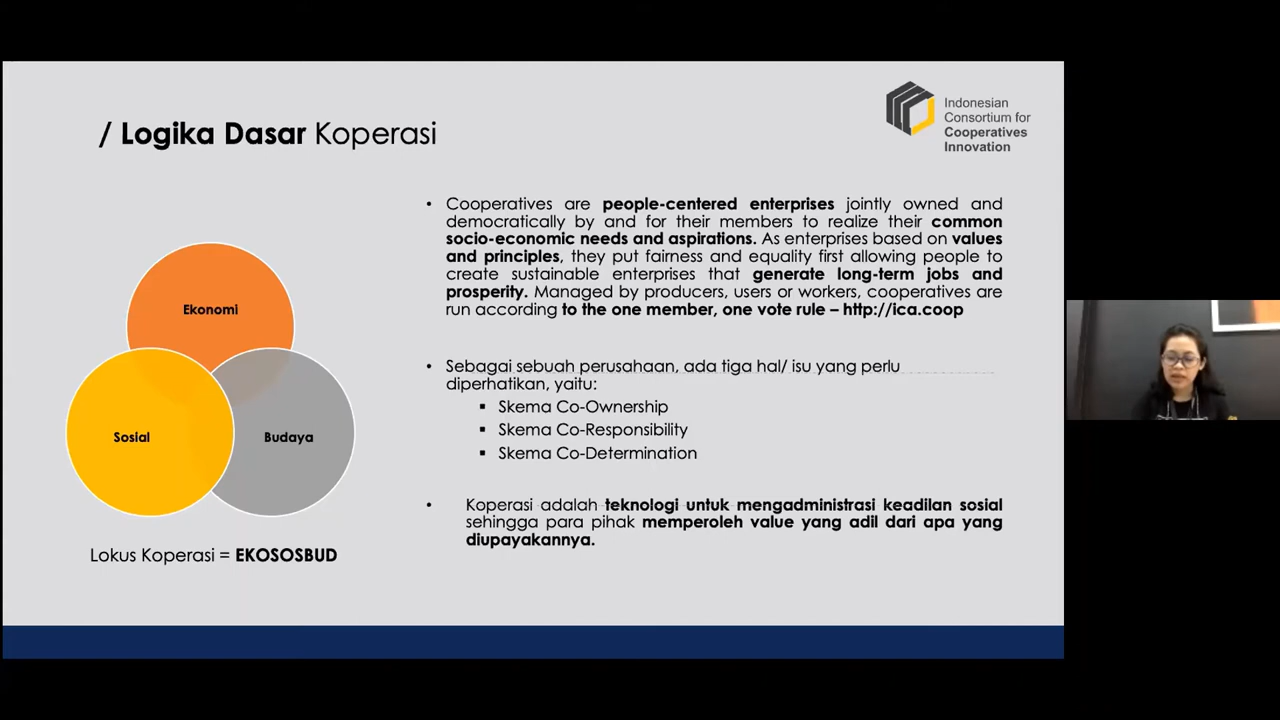 / Logika Dasar Koperasi
Indonesian
Consortium for
Cooperatives
Innovation
Ekonomi
Sosial
Budaya
Lokus Koperasi = EKOSOSBUD
• Cooperatives are people-centered enterprises jointly owned and
democratically by and for their members to realize their common
socio-economic needs and aspirations. As enterprises based on values
and principles, they put fairness and equality first allowing people to
create sustainable enterprises that generate long-term jobs and
prosperity. Managed by producers, users or workers, cooperatives are
run according to the one member, one vote rule – http://ica.coop
• Sebagai sebuah perusahaan, ada tiga hal/ isu yang perlu
diperhatikan, yaitu:
▪ Skema Co-Ownership
▪ Skema Co-Responsibility
▪ Skema Co-Determination
• Koperasi adalah teknologi untuk mengadministrasi keadilan sosial
sehingga para pihak memperoleh value yang adil dari apa yang
diupayakannya.